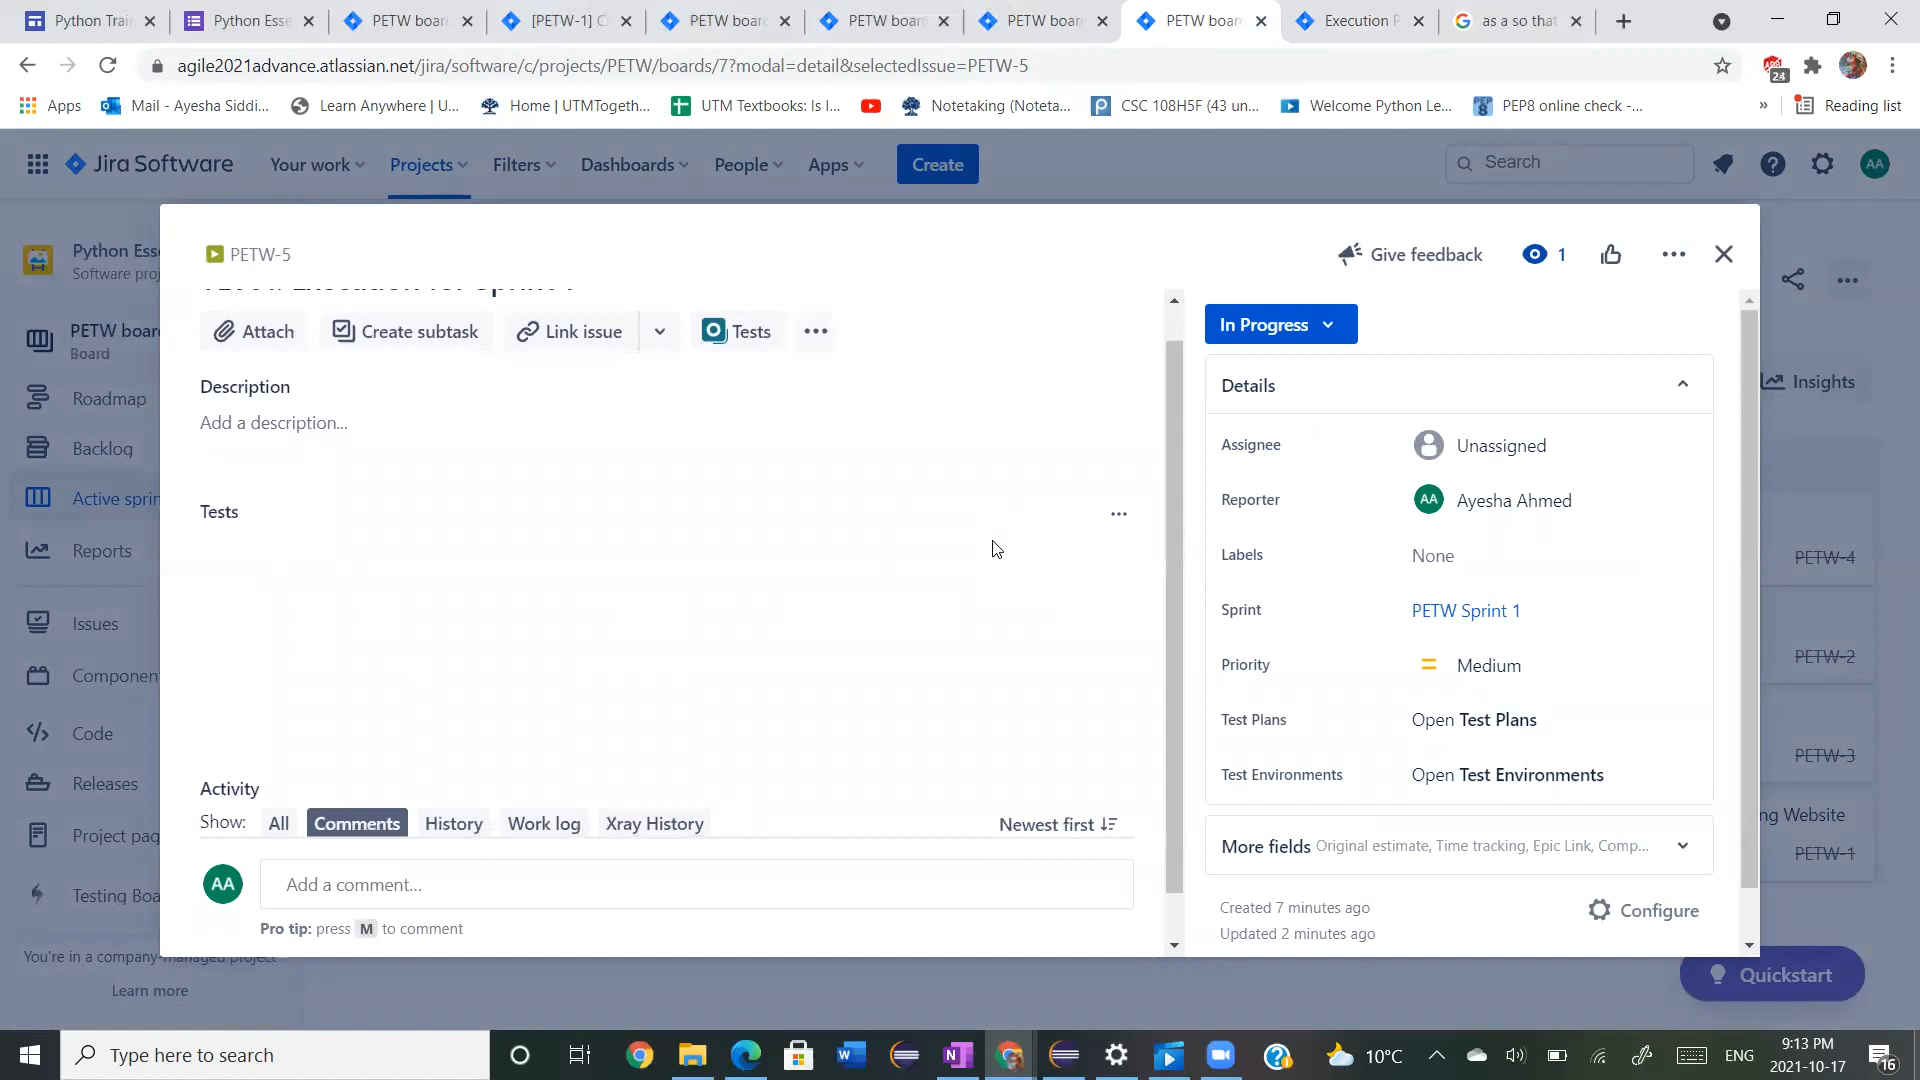 Python Trai
Python Esse
PETW boar
[PETW-1] C
PETW boar
PETW boar
PETW boar
PETW boar
Execution P
as a so that
agile2021advance.atlassian.net/jira/software/c/projects/PETW/boards/7?modal=detail&selectedIssue=PETW-5
24
Apps
Mail - Ayesha Siddi...
Learn Anywhere | U...
Home | UTMTogeth...
UTM Textbooks: Is I...
Notetaking (Noteta...
CSC 108H5F (43 un...
Welcome Python Le...
PEP8 online check -...
»
Reading list
Jira Software
Your work
Projects
Filters
Dashboards
People
Apps
Create
Search
AA
Python Esse
Software proj
PETW boar
Board
Roadmap
Backlog
Active sprin
Reports
Issues
Componen
Code
Releases
Project pag
Testing Boa
You're in a company-managed project
Learn more
PETW-5
Give feedback
1
Attach
Create subtask
Link issue
Tests
Description
Add a description...
Tests
Activity
Show:
All
Comments
History
Work log
Xray History
Newest first
AA
Add a comment...
Pro tip: press M to comment
In Progress
Details
Assignee
Unassigned
Reporter
AA
Ayesha Ahmed
Labels
None
Sprint
PETW Sprint 1
Priority
Medium
Test Plans
Open Test Plans
Test Environments
Open Test Environments
More fields
Original estimate, Time tracking, Epic Link, Comp...
Created 7 minutes ago
Updated 2 minutes ago
Configure
Insights
PETW-4
PETW-2
PETW-3
ng Website
PETW-1
Quickstart
Type here to search
10°C
ENG
9:13 PM
2021-10-17
16